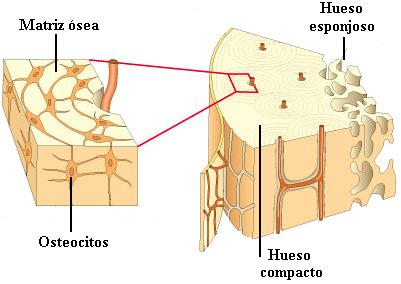 Matriz ósea
Hueso
esponjoso
Osteocitos
Hueso
compacto